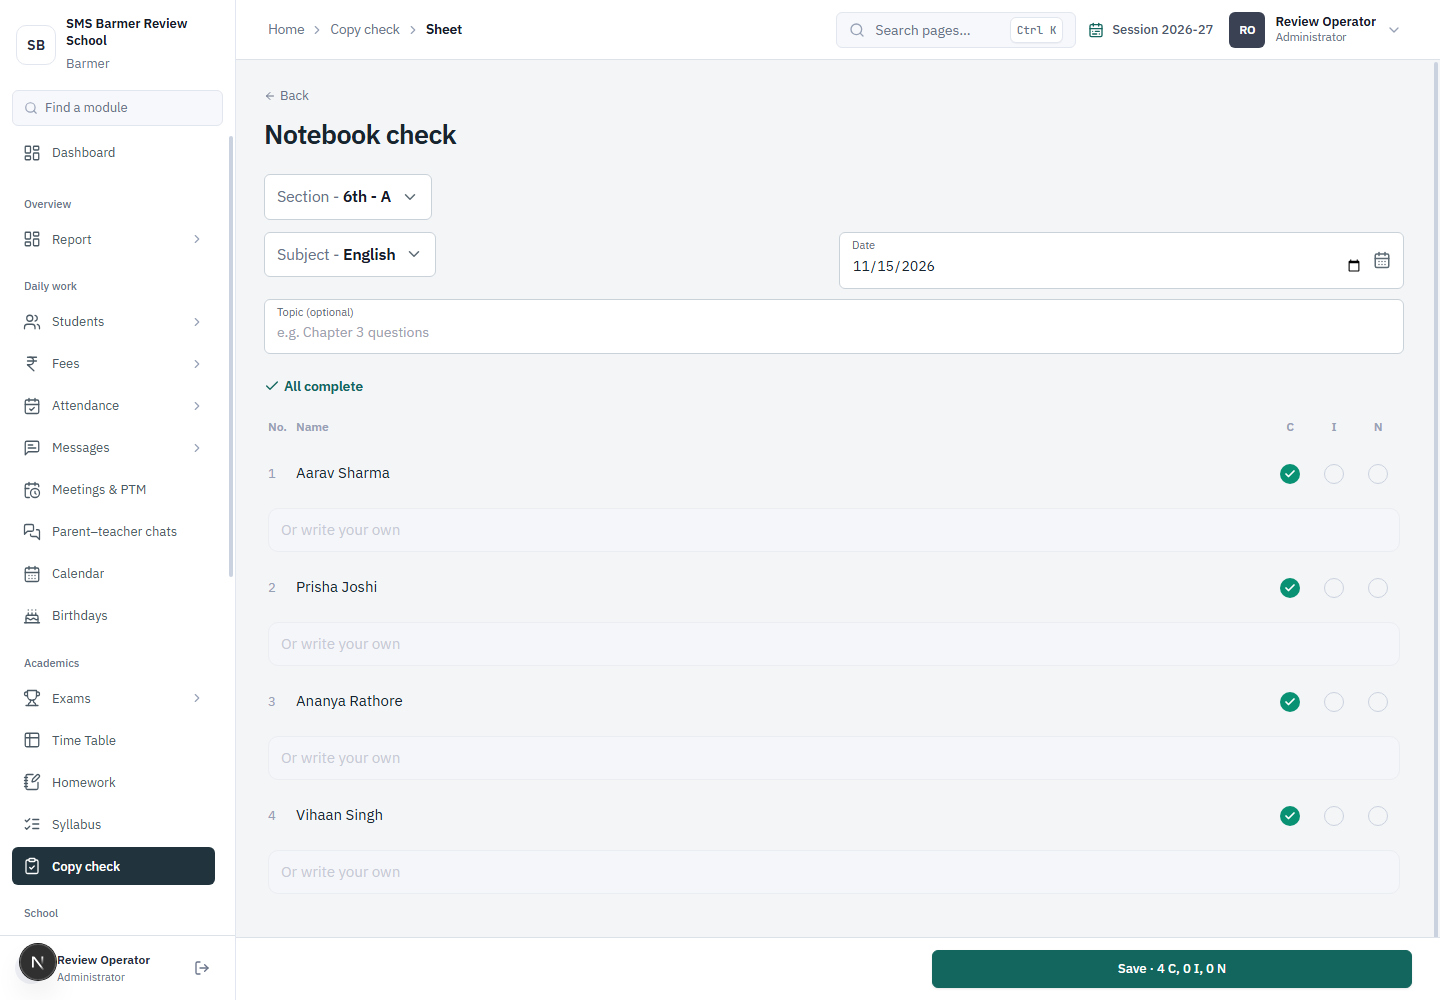 SB
SMS Barmer Review
School
Barmer
Find a module
Dashboard
Overview
Report
Daily work
Students
Fees
Attendance
Messages
Meetings & PTM
Parent–teacher chats
Calendar
Birthdays
Academics
Exams
Time Table
Homework
Syllabus
Copy check
School
N
Review Operator
Administrator
Home > Copy check > Sheet
Search pages...
Ctrl K
Session 2026-27
RO
Review Operator
Administrator
← Back
Notebook check
Section - 6th - A
Subject - English
Date
11/15/2026
Topic (optional)
e.g. Chapter 3 questions
All complete
No. Name C I N
1 Aarav Sharma
Or write your own
2 Prisha Joshi
Or write your own
3 Ananya Rathore
Or write your own
4 Vihaan Singh
Or write your own
Save · 4 C, 0 I, 0 N